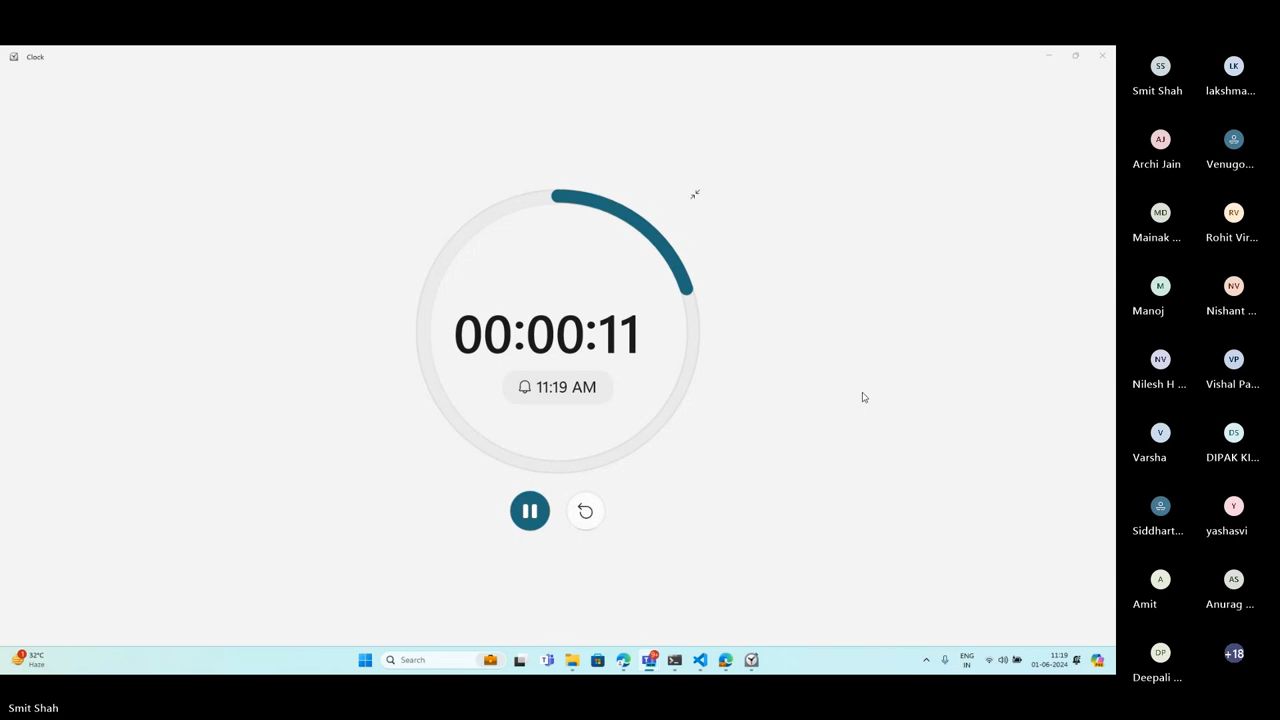 Clock
00:00:11
11:19 AM
SS
Smit Shah
LK
lakshma...
AJ
Archi Jain
Venugo...
MD
Mainak ...
RV
Rohit Vir...
M
Manoj
NV
Nishant ...
NV
Nilesh H ...
VP
Vishal Pa...
V
Varsha
DS
DIPAK KI...
Siddhart...
Y
yashasvi
A
Amit
AS
Anurag ...
DP
Deepali ...
+18
1
32°C
Haze
Search
ENG
IN
11:19
01-06-2024
Smit Shah